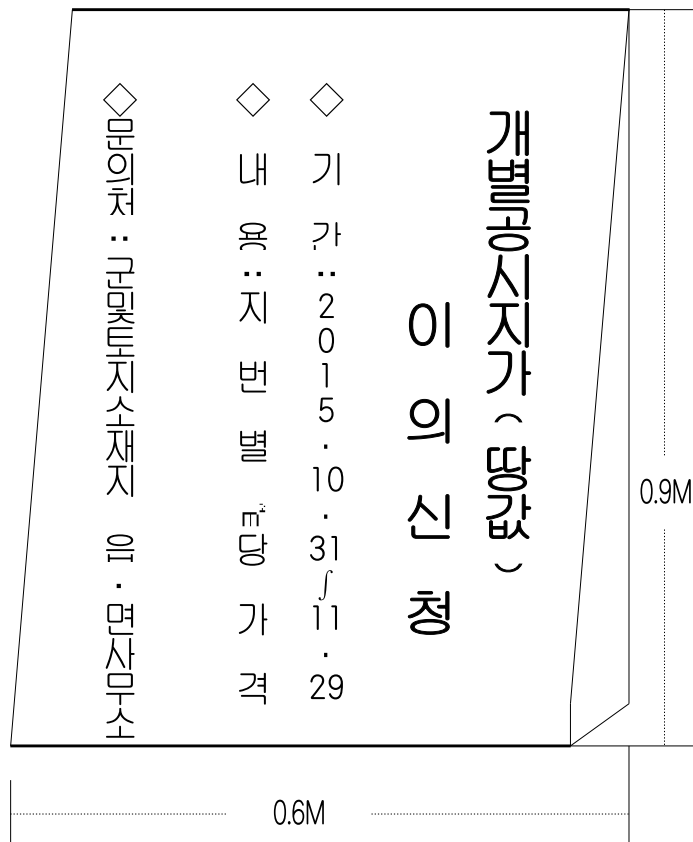 개별공시지가(땅값)
이의신청
◇ 기 간 : 2015. 10. 31 ∫ 11. 29
◇ 내 용 : 지번별 ㎡당 가격
◇ 문의처 : 군및토지소재지 읍·면사무소
0.9M
0.6M